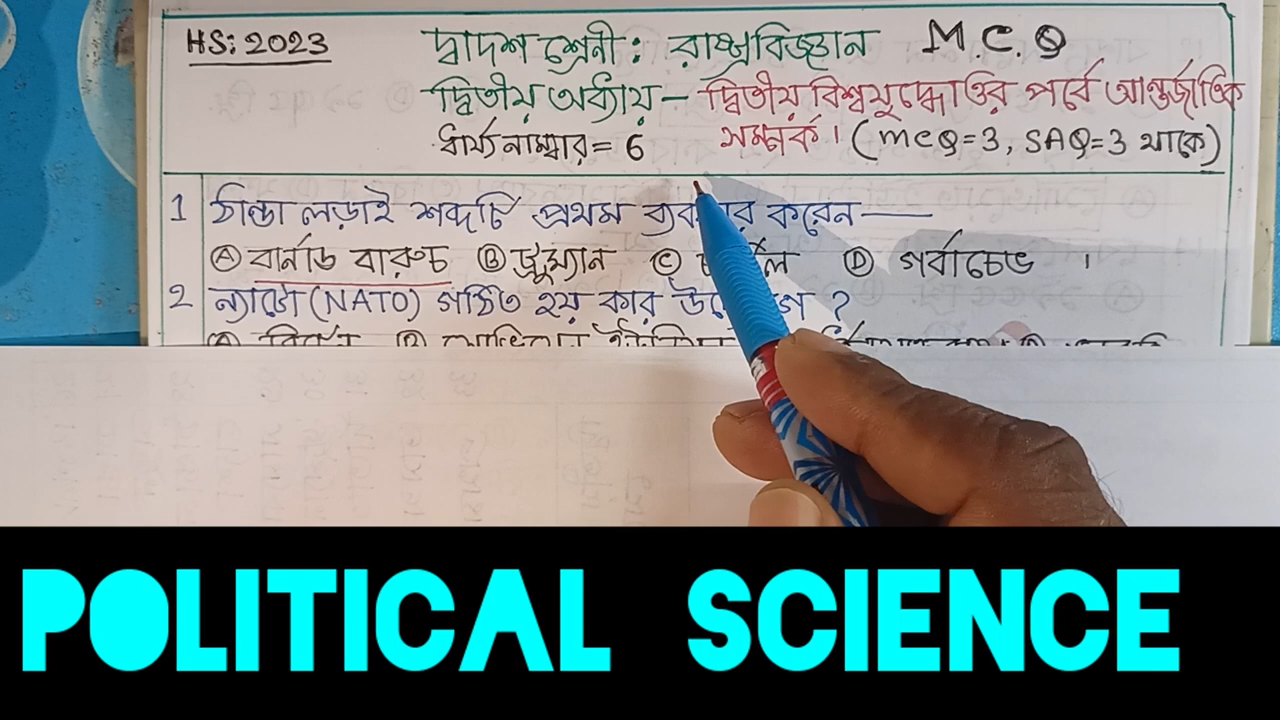 HS: 2023
দ্বাদশ শ্রেনী: রাষ্ট্রবিজ্ঞান M.C.Q
দ্বিতীয় অধ্যায় – দ্বিতীয় বিশ্বযুদ্ধোত্তর পর্বে আন্তর্জাতিক
ধার্য্য নাম্বার = 6 সম্পর্ক। (MCQ=3, SAQ=3 থাকে)
1 ঠান্ডা লড়াই শব্দটি প্রথম করেন —
Ⓐ বার্নাড বারুচ Ⓑ ট্রুম্যান Ⓒ Ⓓ গর্বাচেভ ।
2 ন্যাটো (NATO) গঠিত হয় কার ?
POLITICAL SCIENCE